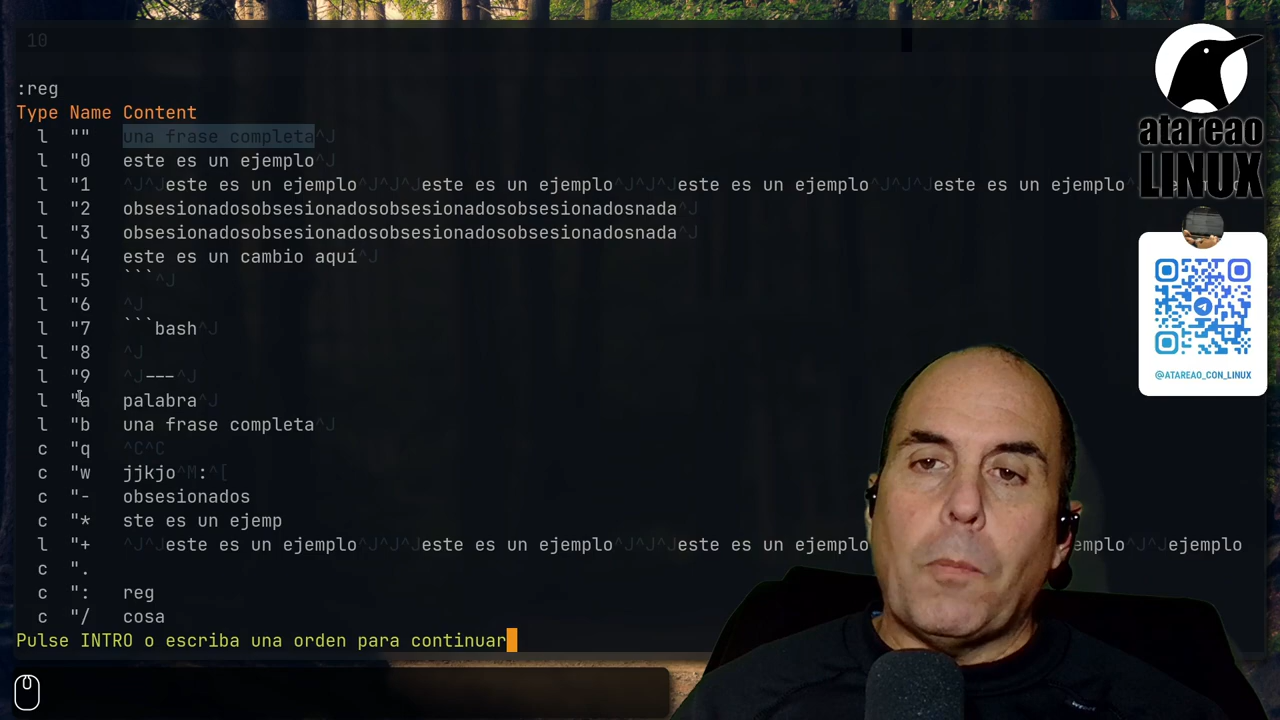 10
:reg
Type Name Content
l "" una frase completa^J
l "0 este es un ejemplo^J
l "1 ^J^Jeste es un ejemplo^J^J^Jeste es un ejemplo^J^J^Jeste es un ejemplo^J^J^Jeste es un ejemplo
l "2 obsesionadosobsesionadosobsesionadosobsesionadosnada^J
l "3 obsesionadosobsesionadosobsesionadosobsesionadosnada^J
l "4 este es un cambio aquí^J
l "5 ```^J
l "6 ^J
l "7 ```bash^J
l "8 ^J
l "9 ^J---^J
l "a palabra^J
l "b una frase completa^J
c "q ^C^C
c "w jjkjo^M:^[
c "- obsesionados
c "* ste es un ejemp
l "+ ^J^Jeste es un ejemplo^J^J^Jeste es un ejemplo^J^J^Jeste es un ejemplo emplo^J^Jejemplo
c ".
c ": reg
c "/ cosa
Pulse INTRO o escriba una orden para continuar
atareao
LINUX
@ATAREAO_CON_LINUX